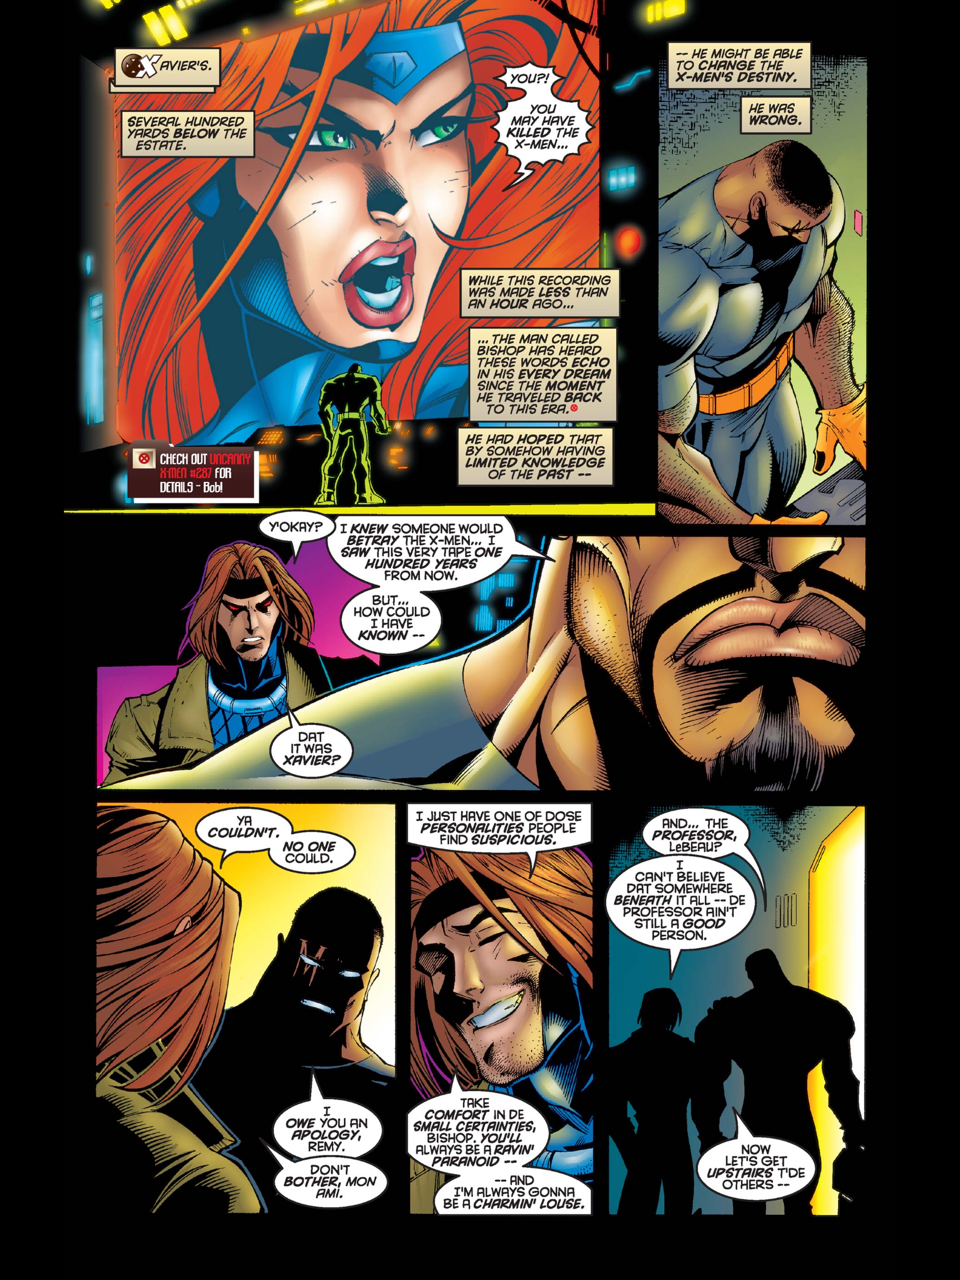 XAVIER'S.
SEVERAL HUNDRED
YARDS BELOW THE
ESTATE.
YOU?!
YOU
MAY HAVE
KILLED THE
X-MEN...
WHILE THIS RECORDING
WAS MADE LESS THAN
AN HOUR AGO...
... THE MAN CALLED
BISHOP HAS HEARD
THESE WORDS ECHO
IN HIS EVERY DREAM
SINCE THE MOMENT
HE TRAVELED BACK
TO THIS ERA.
HE HAD HOPED THAT
BY SOMEHOW HAVING
LIMITED KNOWLEDGE
OF THE PAST --
CHECK OUT UNCANNY
X-MEN #287 FOR
DETAILS - Bob!
-- HE MIGHT BE ABLE
TO CHANGE THE
X-MEN'S DESTINY.
HE WAS
WRONG.
Y'OKAY?
I KNEW SOMEONE WOULD
BETRAY THE X-MEN... I
SAW THIS VERY TAPE ONE
HUNDRED YEARS
FROM NOW.
BUT...
HOW COULD
I HAVE
KNOWN --
DAT
IT WAS
XAVIER?
YA
COULDN'T.
NO ONE
COULD.
I
OWE YOU AN
APOLOGY,
REMY.
DON'T
BOTHER, MON
AMI.
I JUST HAVE ONE OF DOSE
PERSONALITIES PEOPLE
FIND SUSPICIOUS.
TAKE
COMFORT IN DE
SMALL CERTAINTIES,
BISHOP. YOU'LL
ALWAYS BE A RAVIN'
PARANOID --
-- AND
I'M ALWAYS GONNA
BE A CHARMIN' LOUSE.
AND... THE
PROFESSOR,
LeBEAU?
I
CAN'T BELIEVE
DAT SOMEWHERE
BENEATH IT ALL -- DE
PROFESSOR AIN'T
STILL A GOOD
PERSON.
NOW
LET'S GET
UPSTAIRS T'DE
OTHERS --